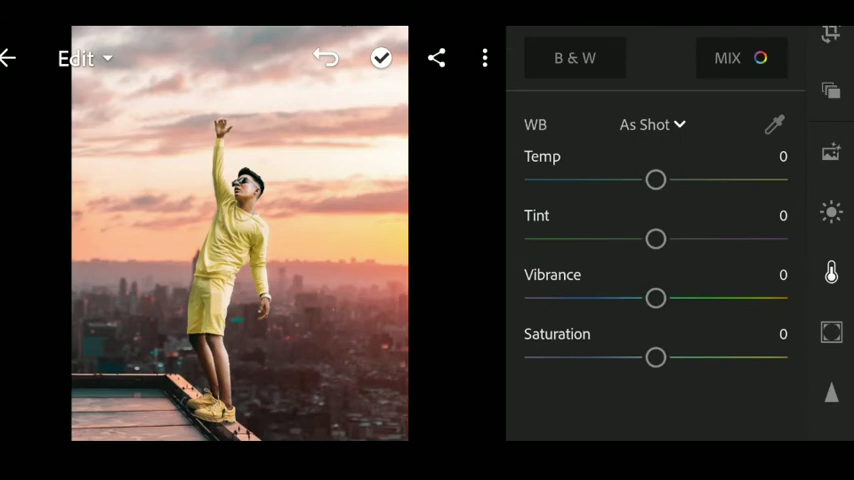 Edit
B & W
MIX
WB
As Shot
Temp
0
Tint
0
Vibrance
0
Saturation
0